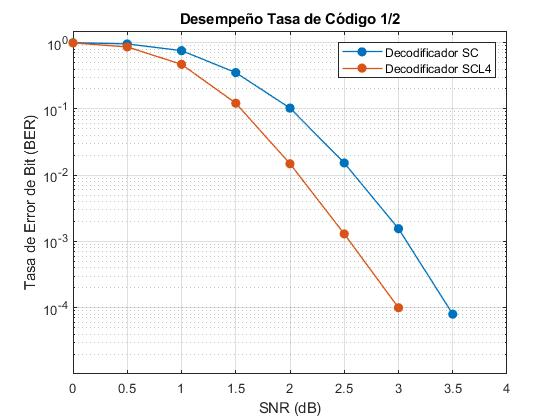 Desempeño Tasa de Código 1/2
Decodificador SC
Decodificador SCL4
Tasa de Error de Bit (BER)
10^0
10^-1
10^-2
10^-3
10^-4
0 0.5 1 1.5 2 2.5 3 3.5 4
SNR (dB)